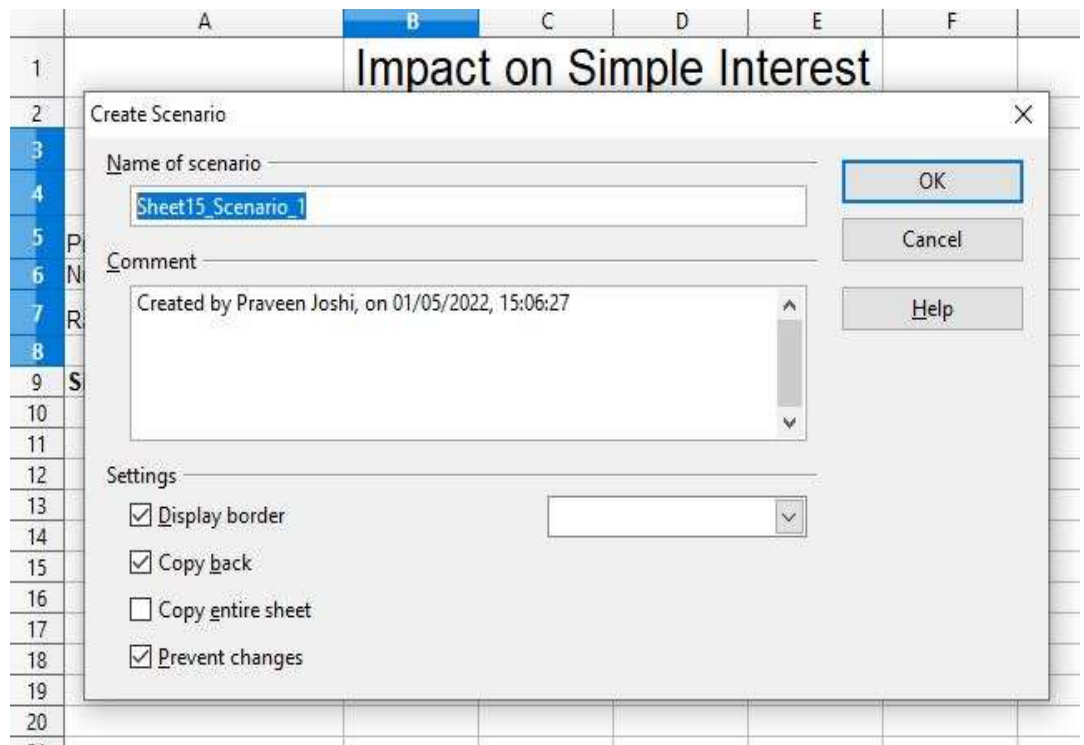 A B C D E F
1 Impact on Simple Interest
2 Create Scenario
3 Name of scenario
OK
4 Sheet15_Scenario_1
5 P Cancel
Comment
6 N
7 R Created by Praveen Joshi, on 01/05/2022, 15:06:27 Help
8
9 S
10
11
12 Settings
13 Display border
14
15 Copy back
16 Copy entire sheet
17
18 Prevent changes
19
20